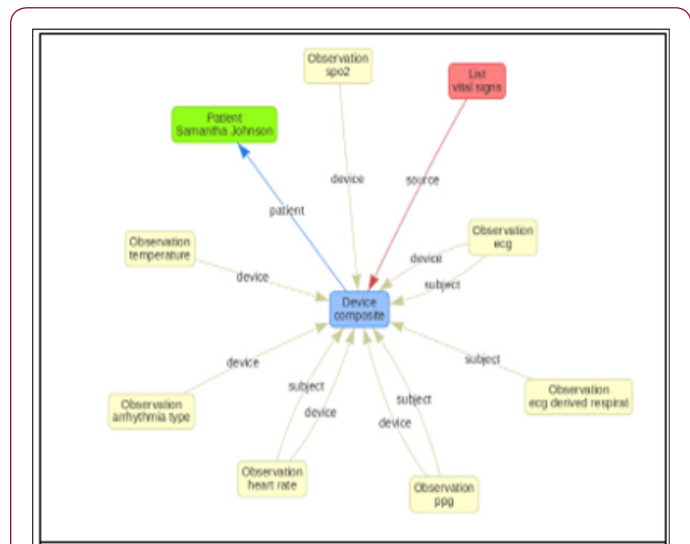 Observation
spo2
List
vital signs
Patient
Samantha Johnson
device
source
patient
Observation
ecg
Observation
temperature
device
device
subject
Device
composite
device
subject
Observation
ecg derived respirat
subject
device
subject
device
Observation
arrhythmia type
Observation
heart rate
Observation
ppg